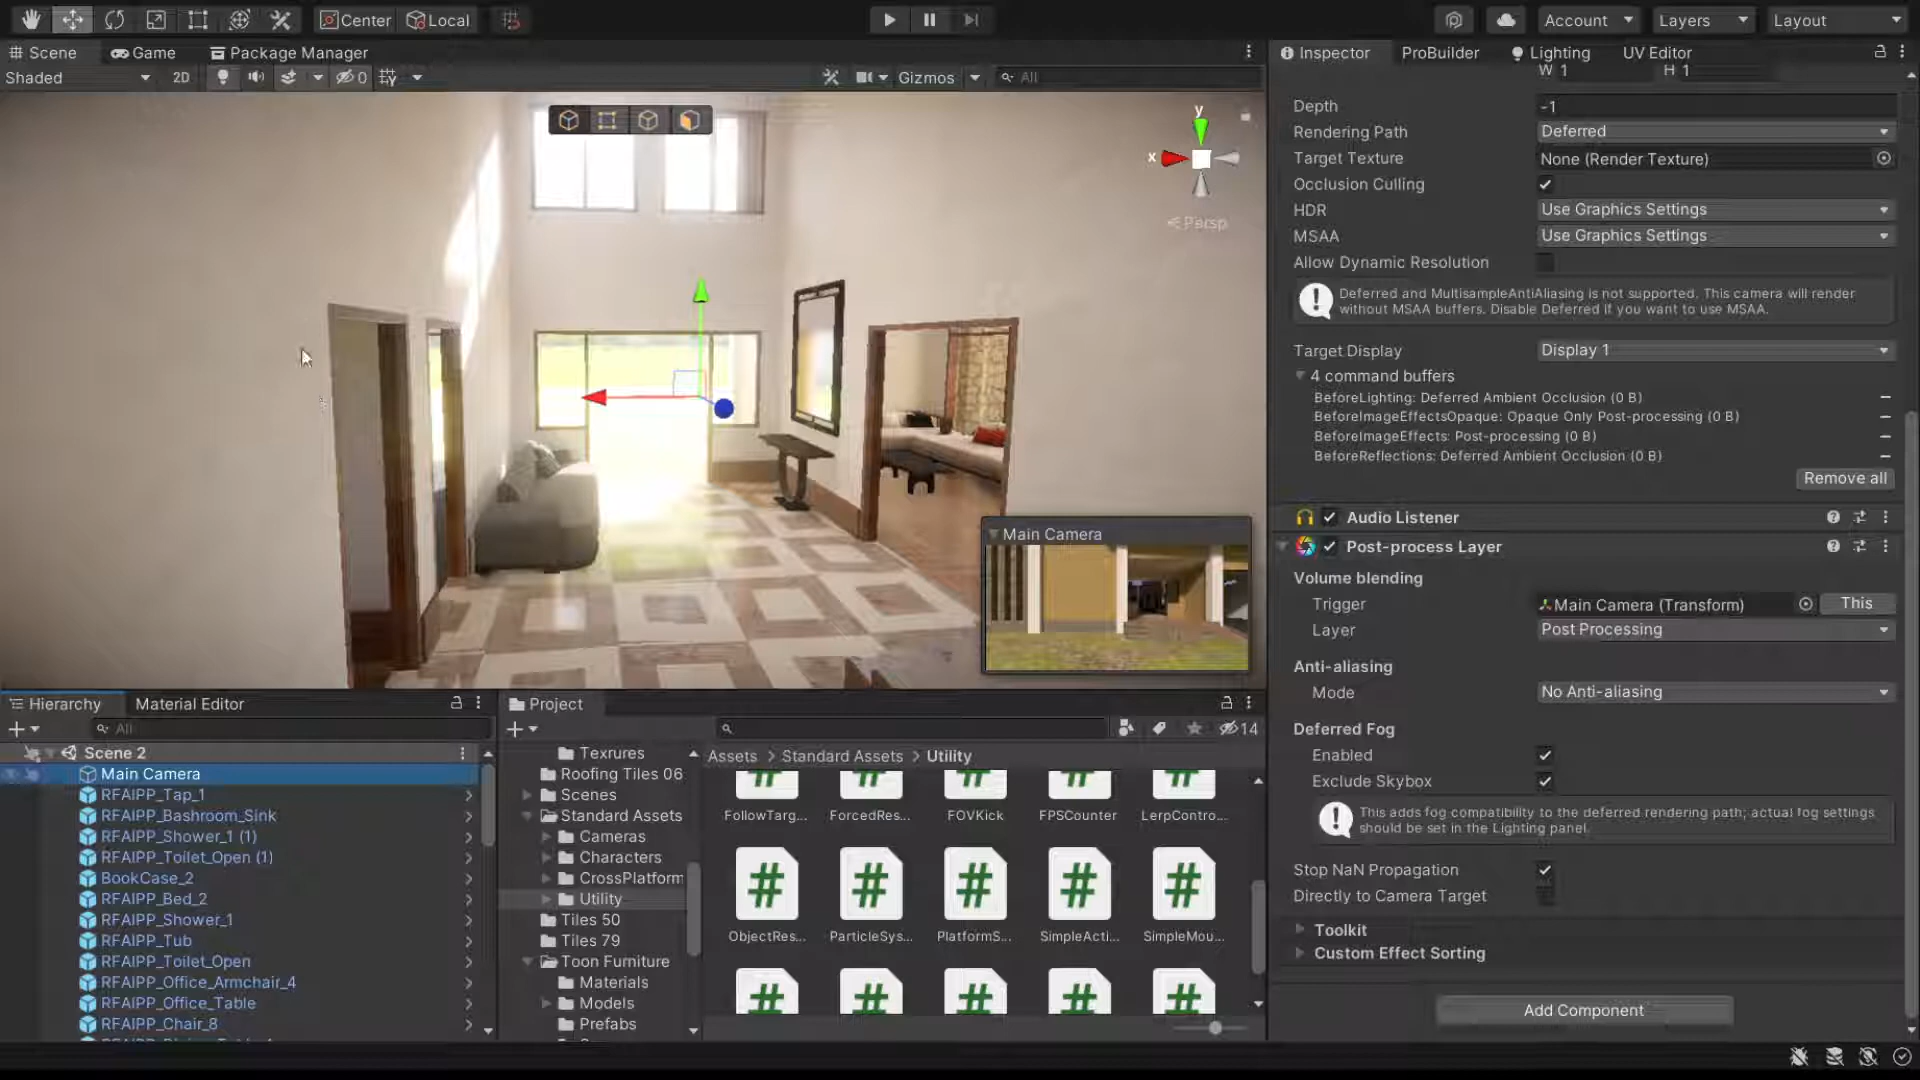 Center
Local
Account
Layers
Layout
Scene
Game
Package Manager
Inspector
ProBuilder
Lighting
UV Editor
Shaded
2D
0
Gizmos
All
W 1
H 1
y
x
Persp
Depth
-1
Rendering Path
Deferred
Target Texture
None (Render Texture)
Occlusion Culling
HDR
Use Graphics Settings
MSAA
Use Graphics Settings
Allow Dynamic Resolution
Deferred and MultisampleAntiAliasing is not supported. This camera will render
without MSAA buffers. Disable Deferred if you want to use MSAA.
Target Display
Display 1
4 command buffers
BeforeLighting: Deferred Ambient Occlusion (0 B)
BeforeImageEffectsOpaque: Opaque Only Post-processing (0 B)
BeforeImageEffects: Post-processing (0 B)
BeforeReflections: Deferred Ambient Occlusion (0 B)
Remove all
Audio Listener
Post-process Layer
Volume blending
Trigger
Main Camera (Transform)
This
Layer
Post Processing
Anti-aliasing
Mode
No Anti-aliasing
Deferred Fog
Enabled
Exclude Skybox
This adds fog compatibility to the deferred rendering path; actual fog settings
should be set in the Lighting panel.
Stop NaN Propagation
Directly to Camera Target
Toolkit
Custom Effect Sorting
Add Component
Main Camera
Hierarchy
Material Editor
All
Scene 2
Main Camera
RFAIPP_Tap_1
RFAIPP_Bashroom_Sink
RFAIPP_Shower_1 (1)
RFAIPP_Toilet_Open (1)
BookCase_2
RFAIPP_Bed_2
RFAIPP_Shower_1
RFAIPP_Tub
RFAIPP_Toilet_Open
RFAIPP_Office_Armchair_4
RFAIPP_Office_Table
RFAIPP_Chair_8
Project
14
Texrures
Roofing Tiles 06
Scenes
Standard Assets
Cameras
Characters
CrossPlatform
Utility
Tiles 50
Tiles 79
Toon Furniture
Materials
Models
Prefabs
Assets > Standard Assets > Utility
FollowTarg...
ForcedRes...
FOVKick
FPSCounter
LerpContro...
ObjectRes...
ParticleSys...
PlatformS...
SimpleActi...
SimpleMou...